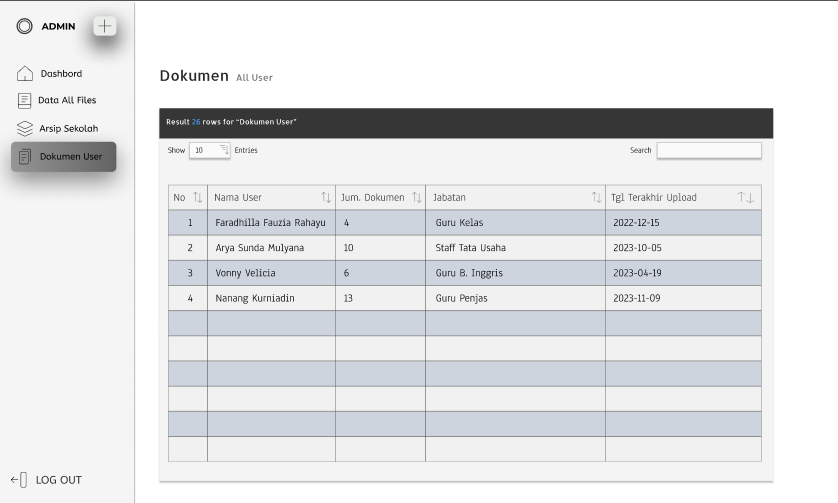 ADMIN
Dashbord
Data All Files
Arsip Sekolah
Dokumen User
LOG OUT
Dokumen All User
Result 26 rows for "Dokumen User"
Show 10 Entries Search
No Nama User Jum. Dokumen Jabatan Tgl Terakhir Upload
1 Faradhilla Fauzia Rahayu 4 Guru Kelas 2022-12-15
2 Arya Sunda Mulyana 10 Staff Tata Usaha 2023-10-05
3 Vonny Velicia 6 Guru B. Inggris 2023-04-19
4 Nanang Kurniadin 13 Guru Penjas 2023-11-09